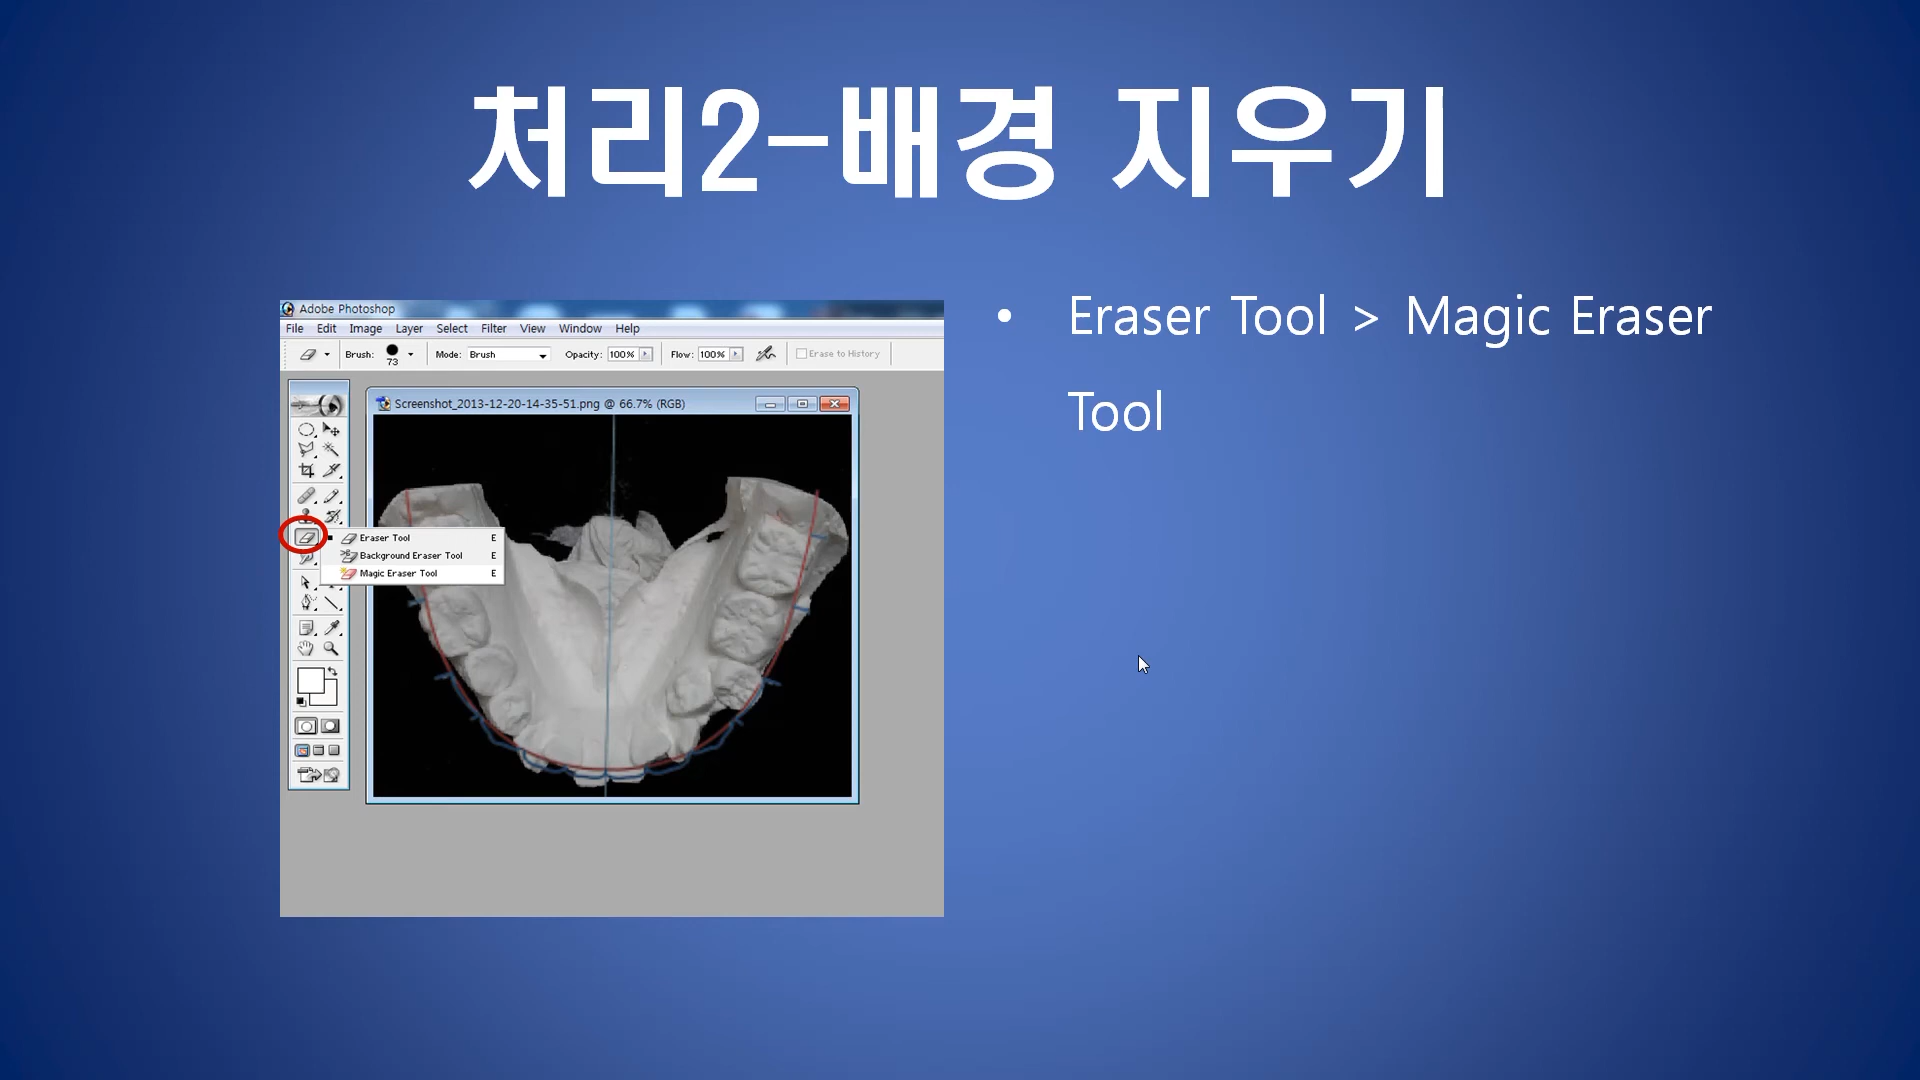 처리2-배경 지우기
Adobe Photoshop
File Edit Image Layer Select Filter View Window Help
Brush: 73 Mode: Brush Opacity: 100% Flow: 100% Erase to History
Screenshot_2013-12-20-14-35-51.png @ 66.7% (RGB)
Eraser Tool E
Background Eraser Tool E
Magic Eraser Tool E
• Eraser Tool > Magic Eraser
Tool